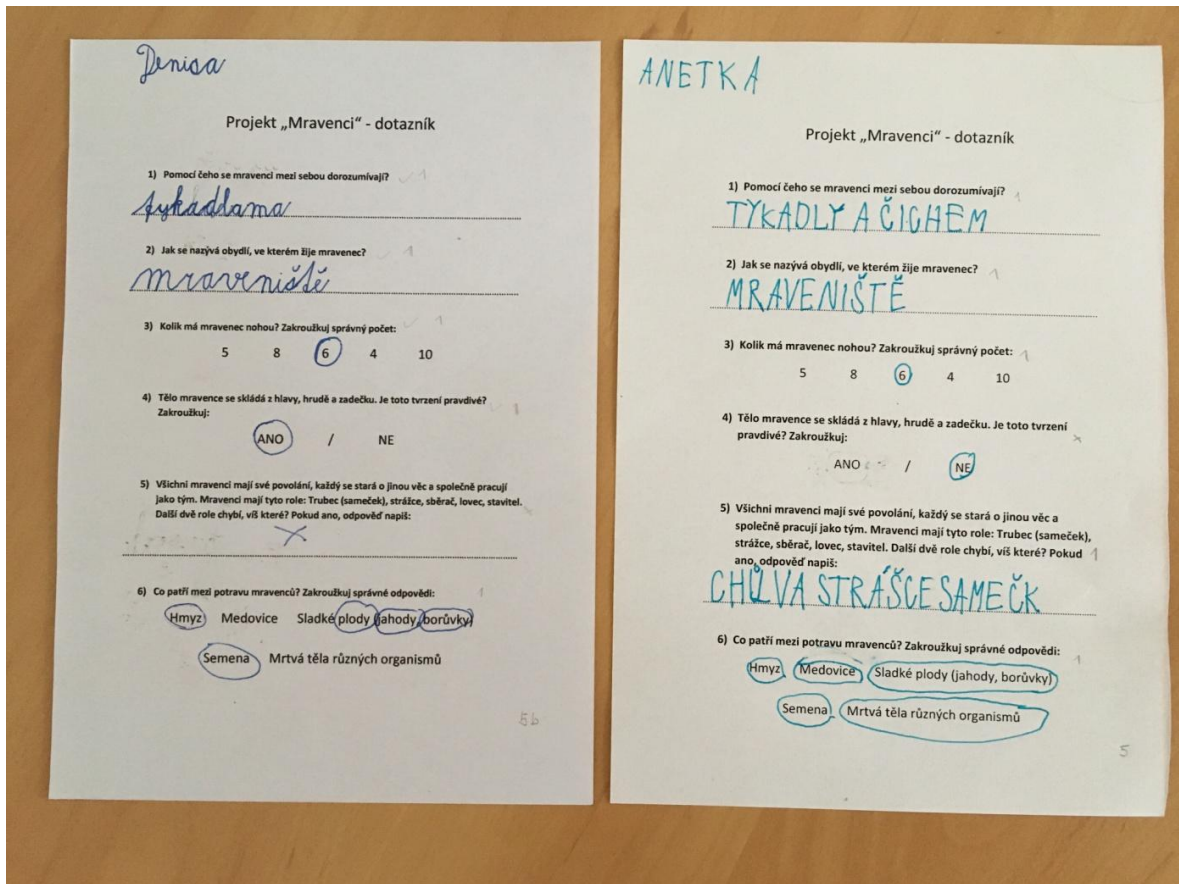 Denisa
Projekt „Mravenci“ - dotazník
1) Pomocí čeho se mravenci mezi sebou dorozumívají? 1
tykadlama
2) Jak se nazývá obydlí, ve kterém žije mravenec? 1
mraveniště
3) Kolik má mravenec nohou? Zakroužkuj správný počet: 1
5 8 6 4 10
4) Tělo mravence se skládá z hlavy, hrudě a zadečku. Je toto tvrzení pravdivé? 1
Zakroužkuj:
ANO / NE
5) Všichni mravenci mají své povolání, každý se stará o jinou věc a společně pracují
jako tým. Mravenci mají tyto role: Trubec (sameček), strážce, sběrač, lovec, stavitel.
Další dvě role chybí, víš které? Pokud ano, odpověď napiš:
6) Co patří mezi potravu mravenců? Zakroužkuj správné odpovědi: 1
Hmyz Medovice Sladké plody (jahody, borůvky)
Semena Mrtvá těla různých organismů
5b
ANETKA
Projekt „Mravenci“ - dotazník
1) Pomocí čeho se mravenci mezi sebou dorozumívají? 1
TYKADLY A ČICHEM
2) Jak se nazývá obydlí, ve kterém žije mravenec? 1
MRAVENIŠTĚ
3) Kolik má mravenec nohou? Zakroužkuj správný počet: 1
5 8 6 4 10
4) Tělo mravence se skládá z hlavy, hrudě a zadečku. Je toto tvrzení
pravdivé? Zakroužkuj:
ANO / NE
5) Všichni mravenci mají své povolání, každý se stará o jinou věc a
společně pracují jako tým. Mravenci mají tyto role: Trubec (sameček),
strážce, sběrač, lovec, stavitel. Další dvě role chybí, víš které? Pokud 1
ano, odpověď napiš:
CHŮVA STRÁŠCE SAMEČK
6) Co patří mezi potravu mravenců? Zakroužkuj správné odpovědi: 1
Hmyz Medovice Sladké plody (jahody, borůvky)
Semena Mrtvá těla různých organismů
5